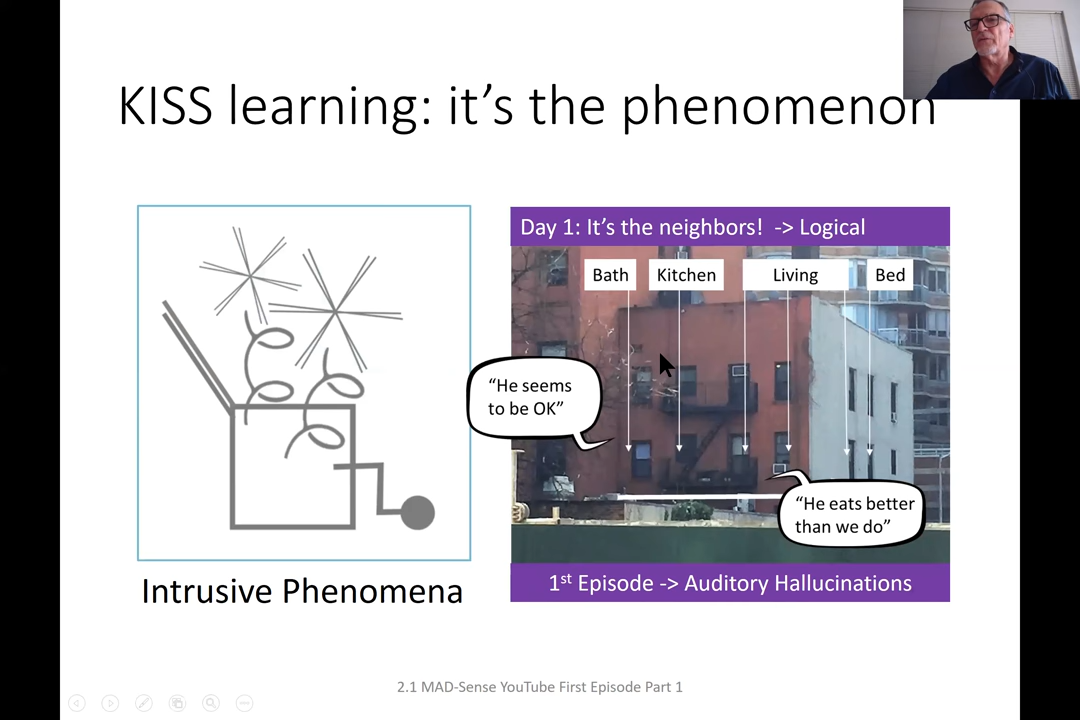 KISS learning: it's the phenomenon
Day 1: It's the neighbors!  -> Logical
Bath
Kitchen
Living
Bed
"He seems
to be OK"
"He eats better
than we do"
Intrusive Phenomena
1st Episode -> Auditory Hallucinations
2.1 MAD-Sense YouTube First Episode Part 1